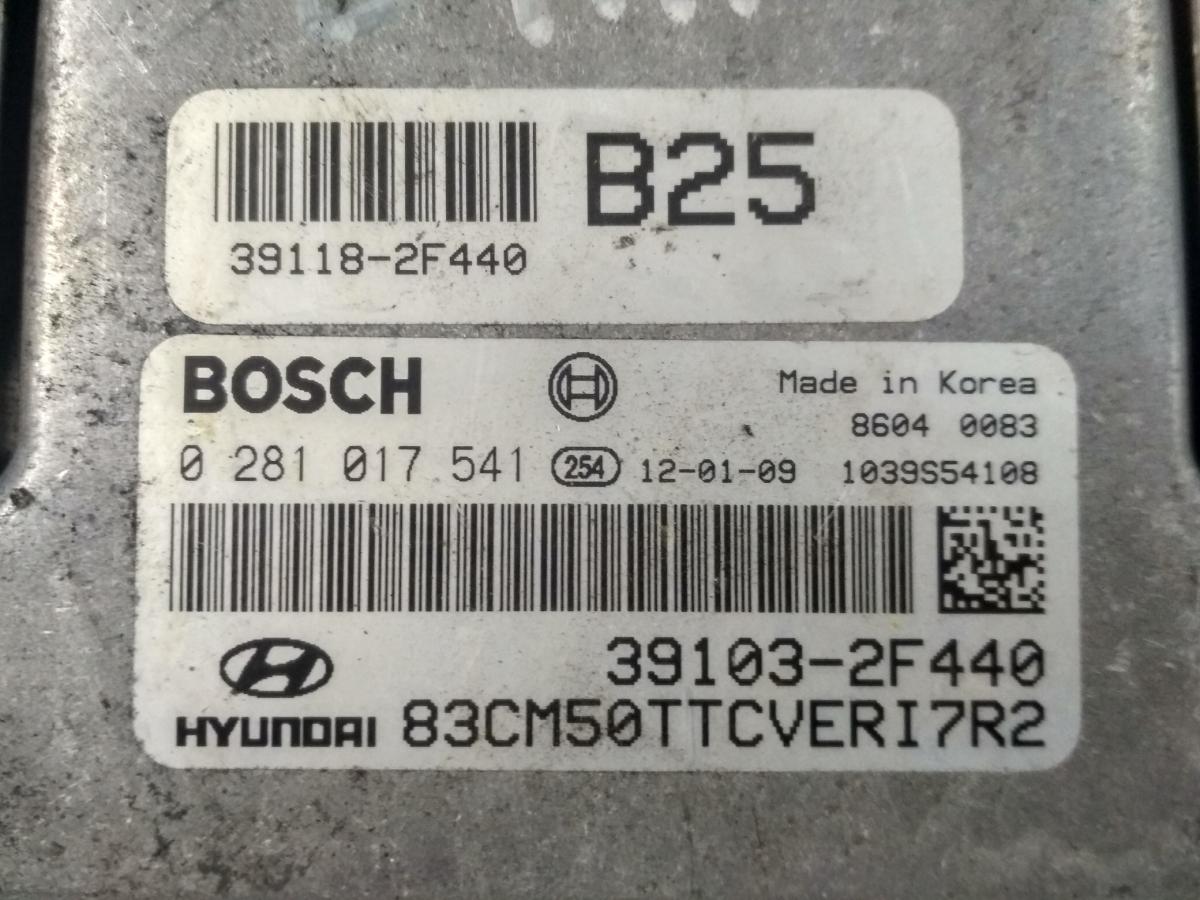 B25
39118-2F440
BOSCH
Made in Korea
8604 0083
0 281 017 541 254 12-01-09 1039S54108
39103-2F440
HYUNDAI 83CM50TTCVERI7R2